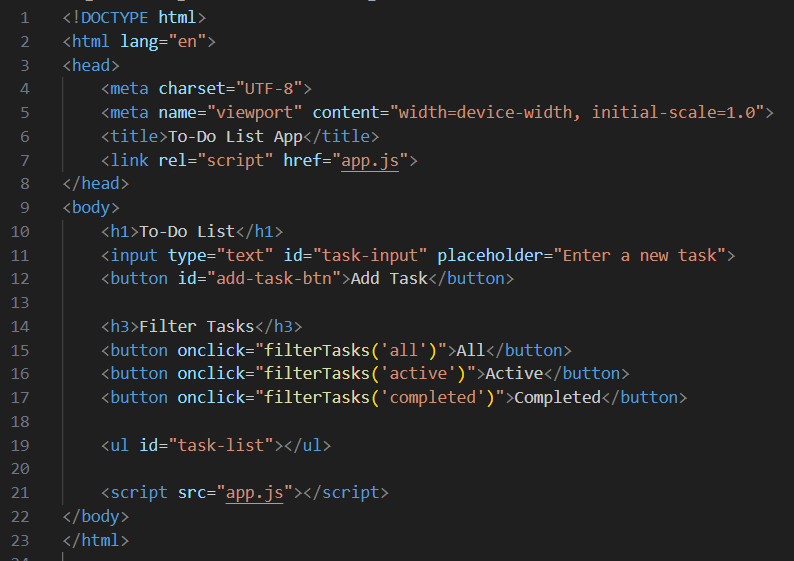 1 <!DOCTYPE html>
2 <html lang="en">
3 <head>
4     <meta charset="UTF-8">
5     <meta name="viewport" content="width=device-width, initial-scale=1.0">
6     <title>To-Do List App</title>
7     <link rel="script" href="app.js">
8 </head>
9 <body>
10     <h1>To-Do List</h1>
11     <input type="text" id="task-input" placeholder="Enter a new task">
12     <button id="add-task-btn">Add Task</button>
13
14     <h3>Filter Tasks</h3>
15     <button onclick="filterTasks('all')">All</button>
16     <button onclick="filterTasks('active')">Active</button>
17     <button onclick="filterTasks('completed')">Completed</button>
18
19     <ul id="task-list"></ul>
20
21     <script src="app.js"></script>
22 </body>
23 </html>